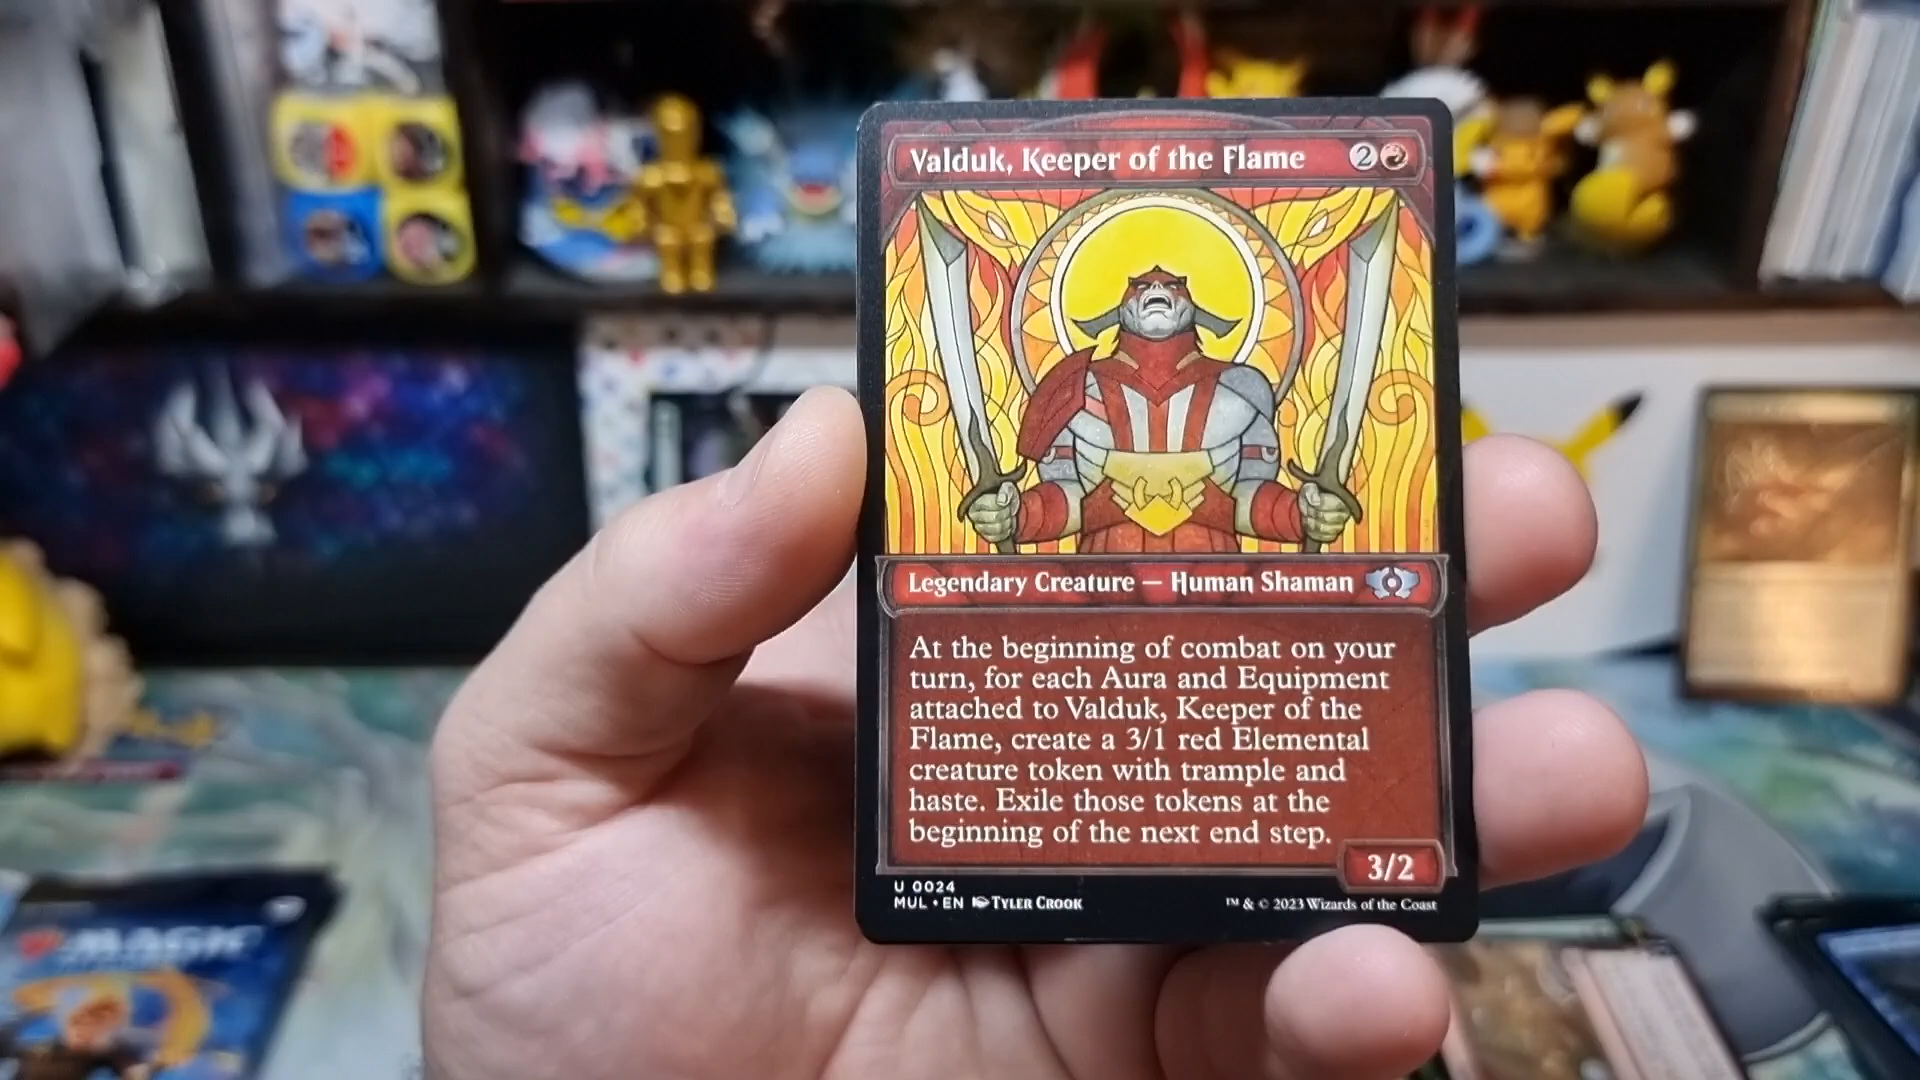 Valduk, Keeper of the Flame 2
Legendary Creature — Human Shaman
At the beginning of combat on your
turn, for each Aura and Equipment
attached to Valduk, Keeper of the
Flame, create a 3/1 red Elemental
creature token with trample and
haste. Exile those tokens at the
beginning of the next end step.
3/2
U 0024
MUL • EN Tyler Crook
™ & © 2023 Wizards of the Coast
MAGIC